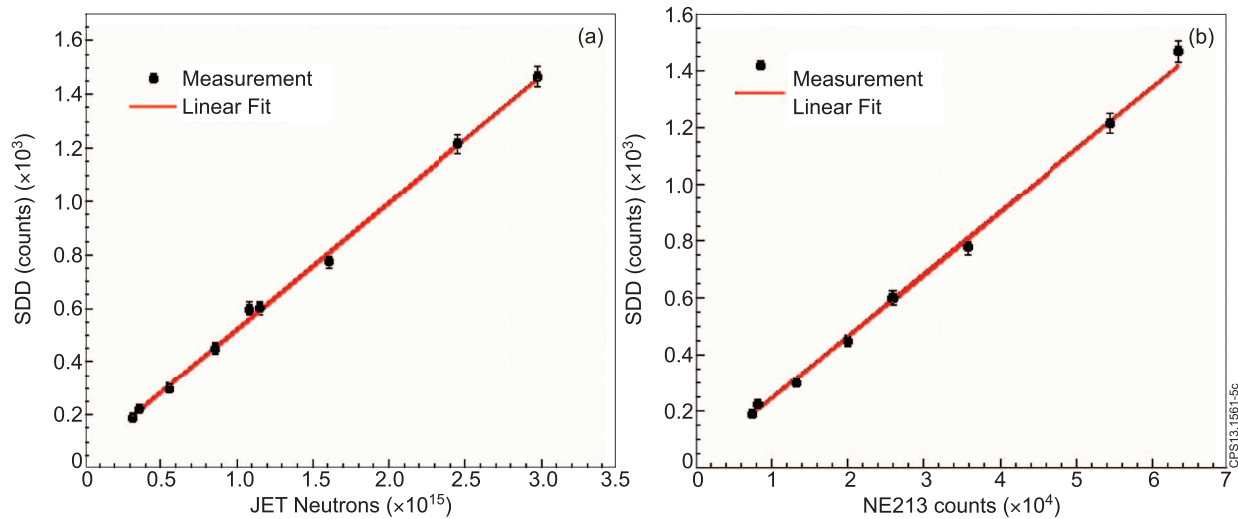 (a)
Measurement
Linear Fit
SDD (counts) (×10³)
1.6
1.4
1.2
1.0
0.8
0.6
0.4
0.2
0
0 0.5 1.0 1.5 2.0 2.5 3.0 3.5
JET Neutrons (×10¹⁵)
(b)
Measurement
Linear Fit
SDD (counts) (×10³)
1.6
1.4
1.2
1.0
0.8
0.6
0.4
0.2
0
0 1 2 3 4 5 6 7
NE213 counts (×10⁴)
CPS13.1561-5c